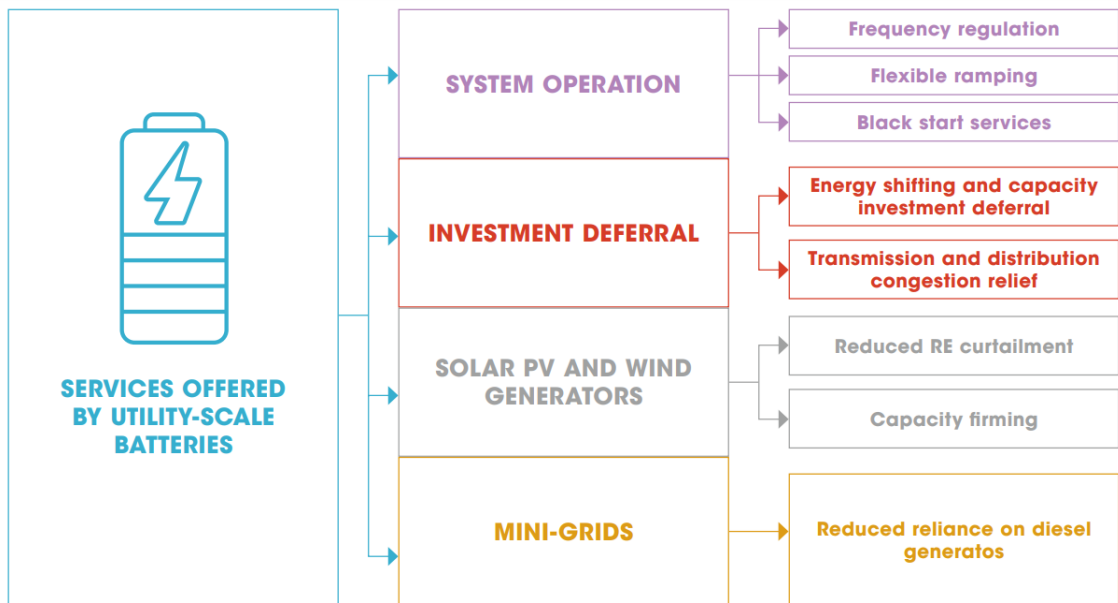 SERVICES OFFERED
BY UTILITY-SCALE
BATTERIES
SYSTEM OPERATION
Frequency regulation
Flexible ramping
Black start services
INVESTMENT DEFERRAL
Energy shifting and capacity
investment deferral
Transmission and distribution
congestion relief
SOLAR PV AND WIND
GENERATORS
Reduced RE curtailment
Capacity firming
MINI-GRIDS
Reduced reliance on diesel
generatos